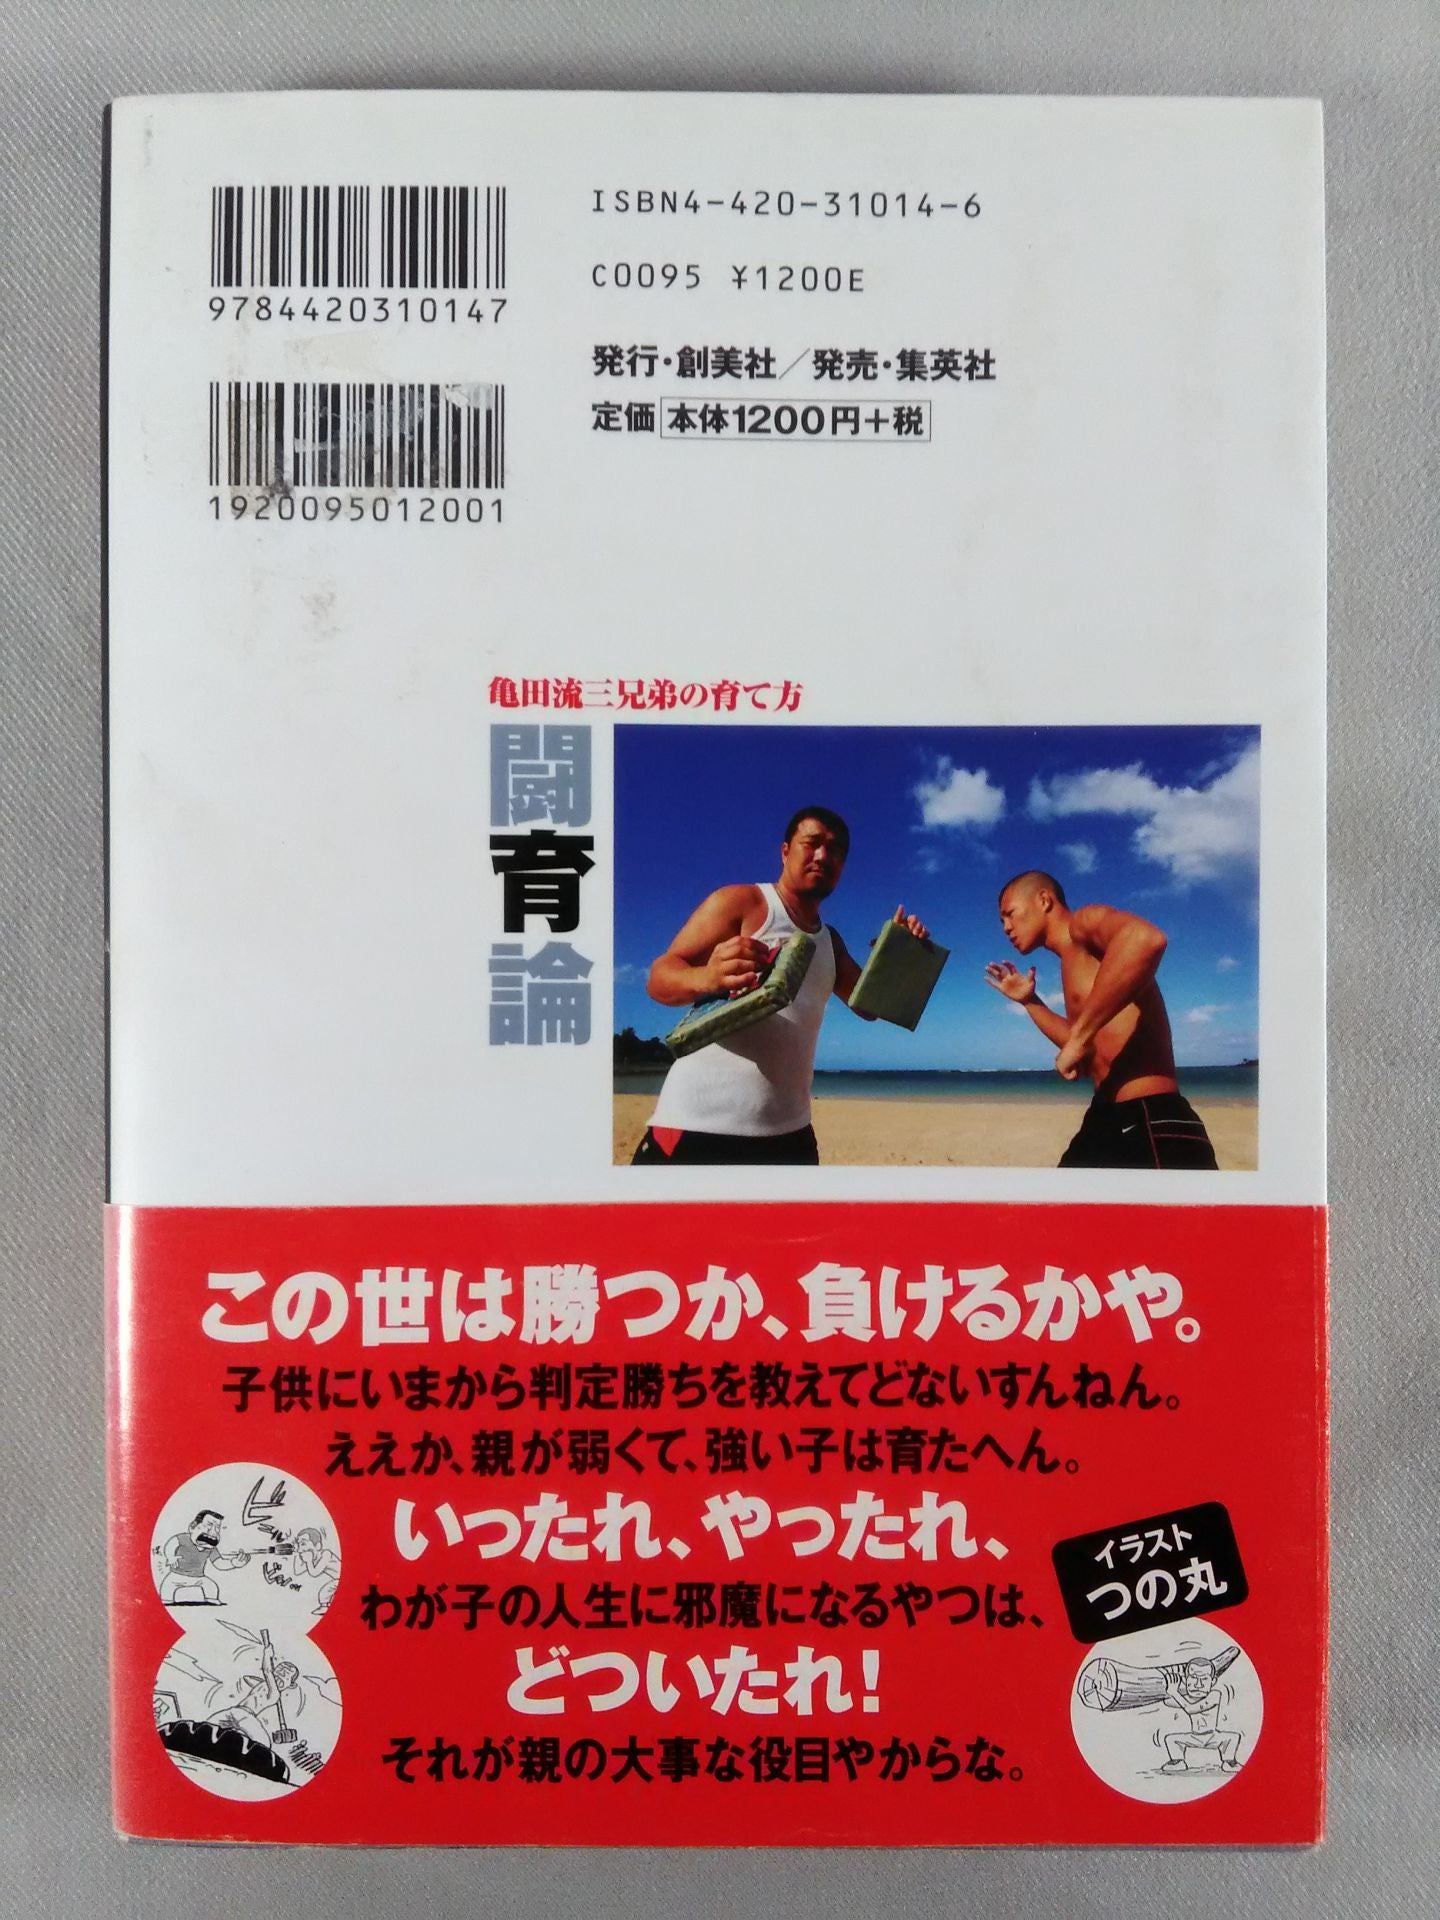 ISBN4-420-31014-6
9784420310147
C0095 ¥1200E
発行・創美社／発売・集英社
定価 本体1200円+税
1920095012001
亀田流三兄弟の育て方
闘育論
この世は勝つか、負けるかや。
子供にいまから判定勝ちを教えてどないすんねん。
ええか、親が弱くて、強い子は育たへん。
いったれ、やったれ、
イラスト
つの丸
わが子の人生に邪魔になるやつは、
どついたれ！
それが親の大事な役目やからな。